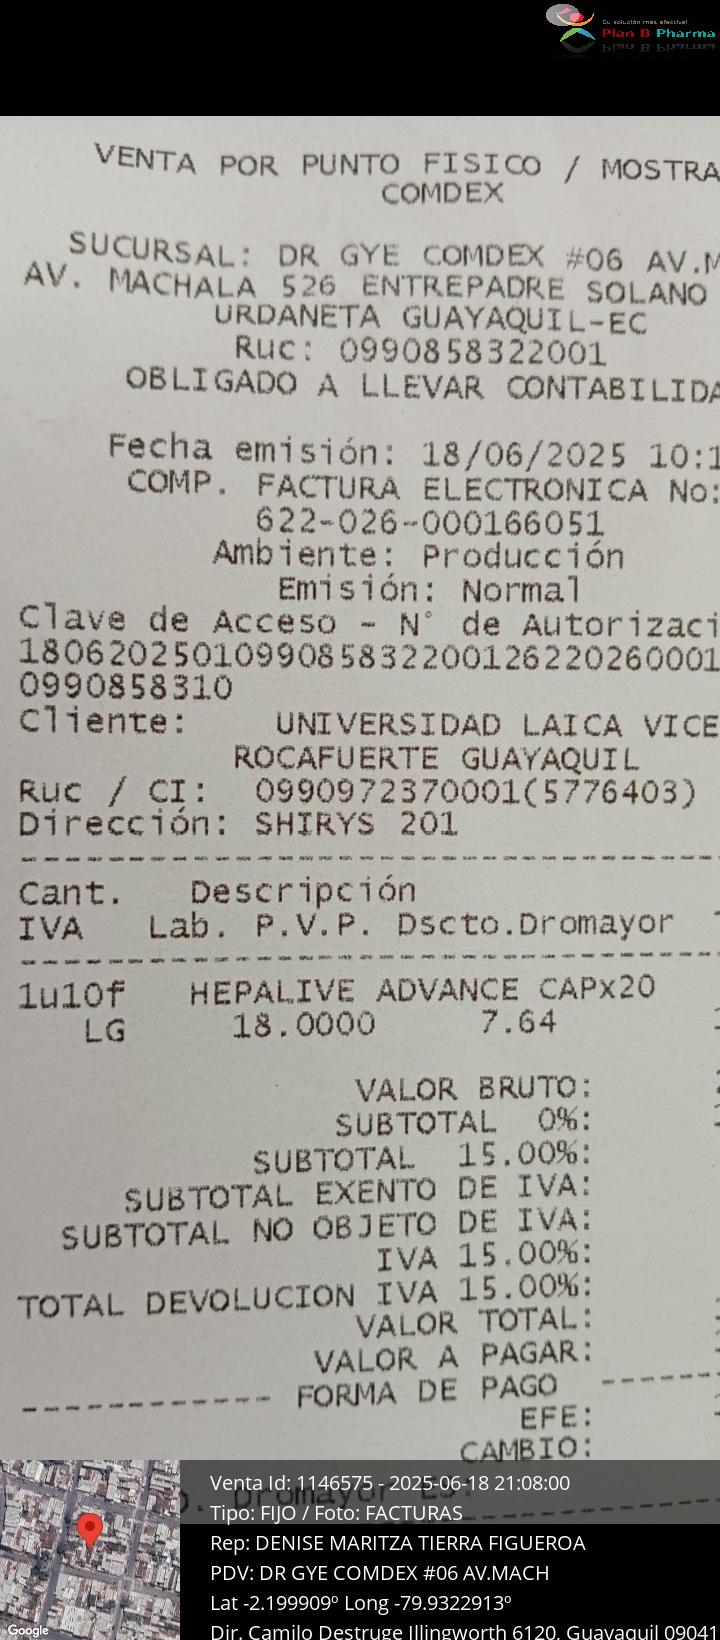 Su solución más efectiva!
Plan B Pharma
VENTA POR PUNTO FISICO / MOSTRA
COMDEX
SUCURSAL: DR GYE COMDEX #06 AV.M
AV. MACHALA 526 ENTREPADRE SOLANO
URDANETA GUAYAQUIL-EC
Ruc: 0990858322001
OBLIGADO A LLEVAR CONTABILIDA
Fecha emisión: 18/06/2025 10:1
COMP. FACTURA ELECTRONICA No:
622-026-000166051
Ambiente: Producción
Emisión: Normal
Clave de Acceso - N° de Autorizaci
1806202501099085832200126220260001
0990858310
Cliente: UNIVERSIDAD LAICA VICE
ROCAFUERTE GUAYAQUIL
Ruc / CI: 0990972370001(5776403)
Dirección: SHIRYS 201
Cant. Descripción
IVA Lab. P.V.P. Dscto.Dromayor
1u10f HEPALIVE ADVANCE CAPx20
LG 18.0000 7.64
VALOR BRUTO:
SUBTOTAL 0%:
SUBTOTAL 15.00%:
SUBTOTAL EXENTO DE IVA:
SUBTOTAL NO OBJETO DE IVA:
IVA 15.00%:
TOTAL DEVOLUCION IVA 15.00%:
VALOR TOTAL:
VALOR A PAGAR:
------------ FORMA DE PAGO ------
EFE:
CAMBIO:
Dromayor
Venta Id: 1146575 - 2025-06-18 21:08:00
Tipo: FIJO / Foto: FACTURAS
Rep: DENISE MARITZA TIERRA FIGUEROA
PDV: DR GYE COMDEX #06 AV.MACH
Lat -2.199909º Long -79.9322913º
Dir. Camilo Destruge Illingworth 6120, Guayaquil 09041
Google